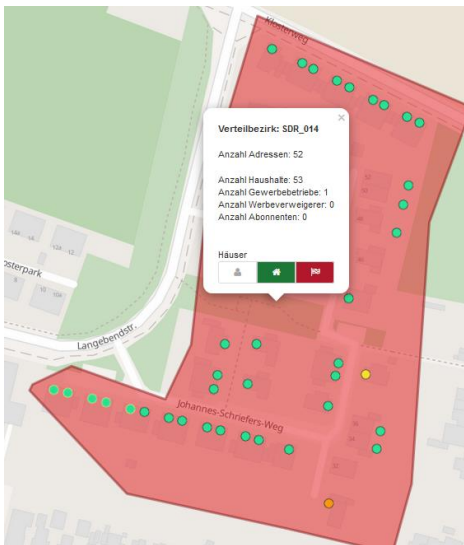 Klosterweg
×
Verteilbezirk: SDR_014
Anzahl Adressen: 52
Anzahl Haushalte: 53
Anzahl Gewerbebetriebe: 1
Anzahl Werbeverweigerer: 0
Anzahl Abonnenten: 0
Häuser
osterpark
Langebendstr.
Johannes-Schriefers-Weg